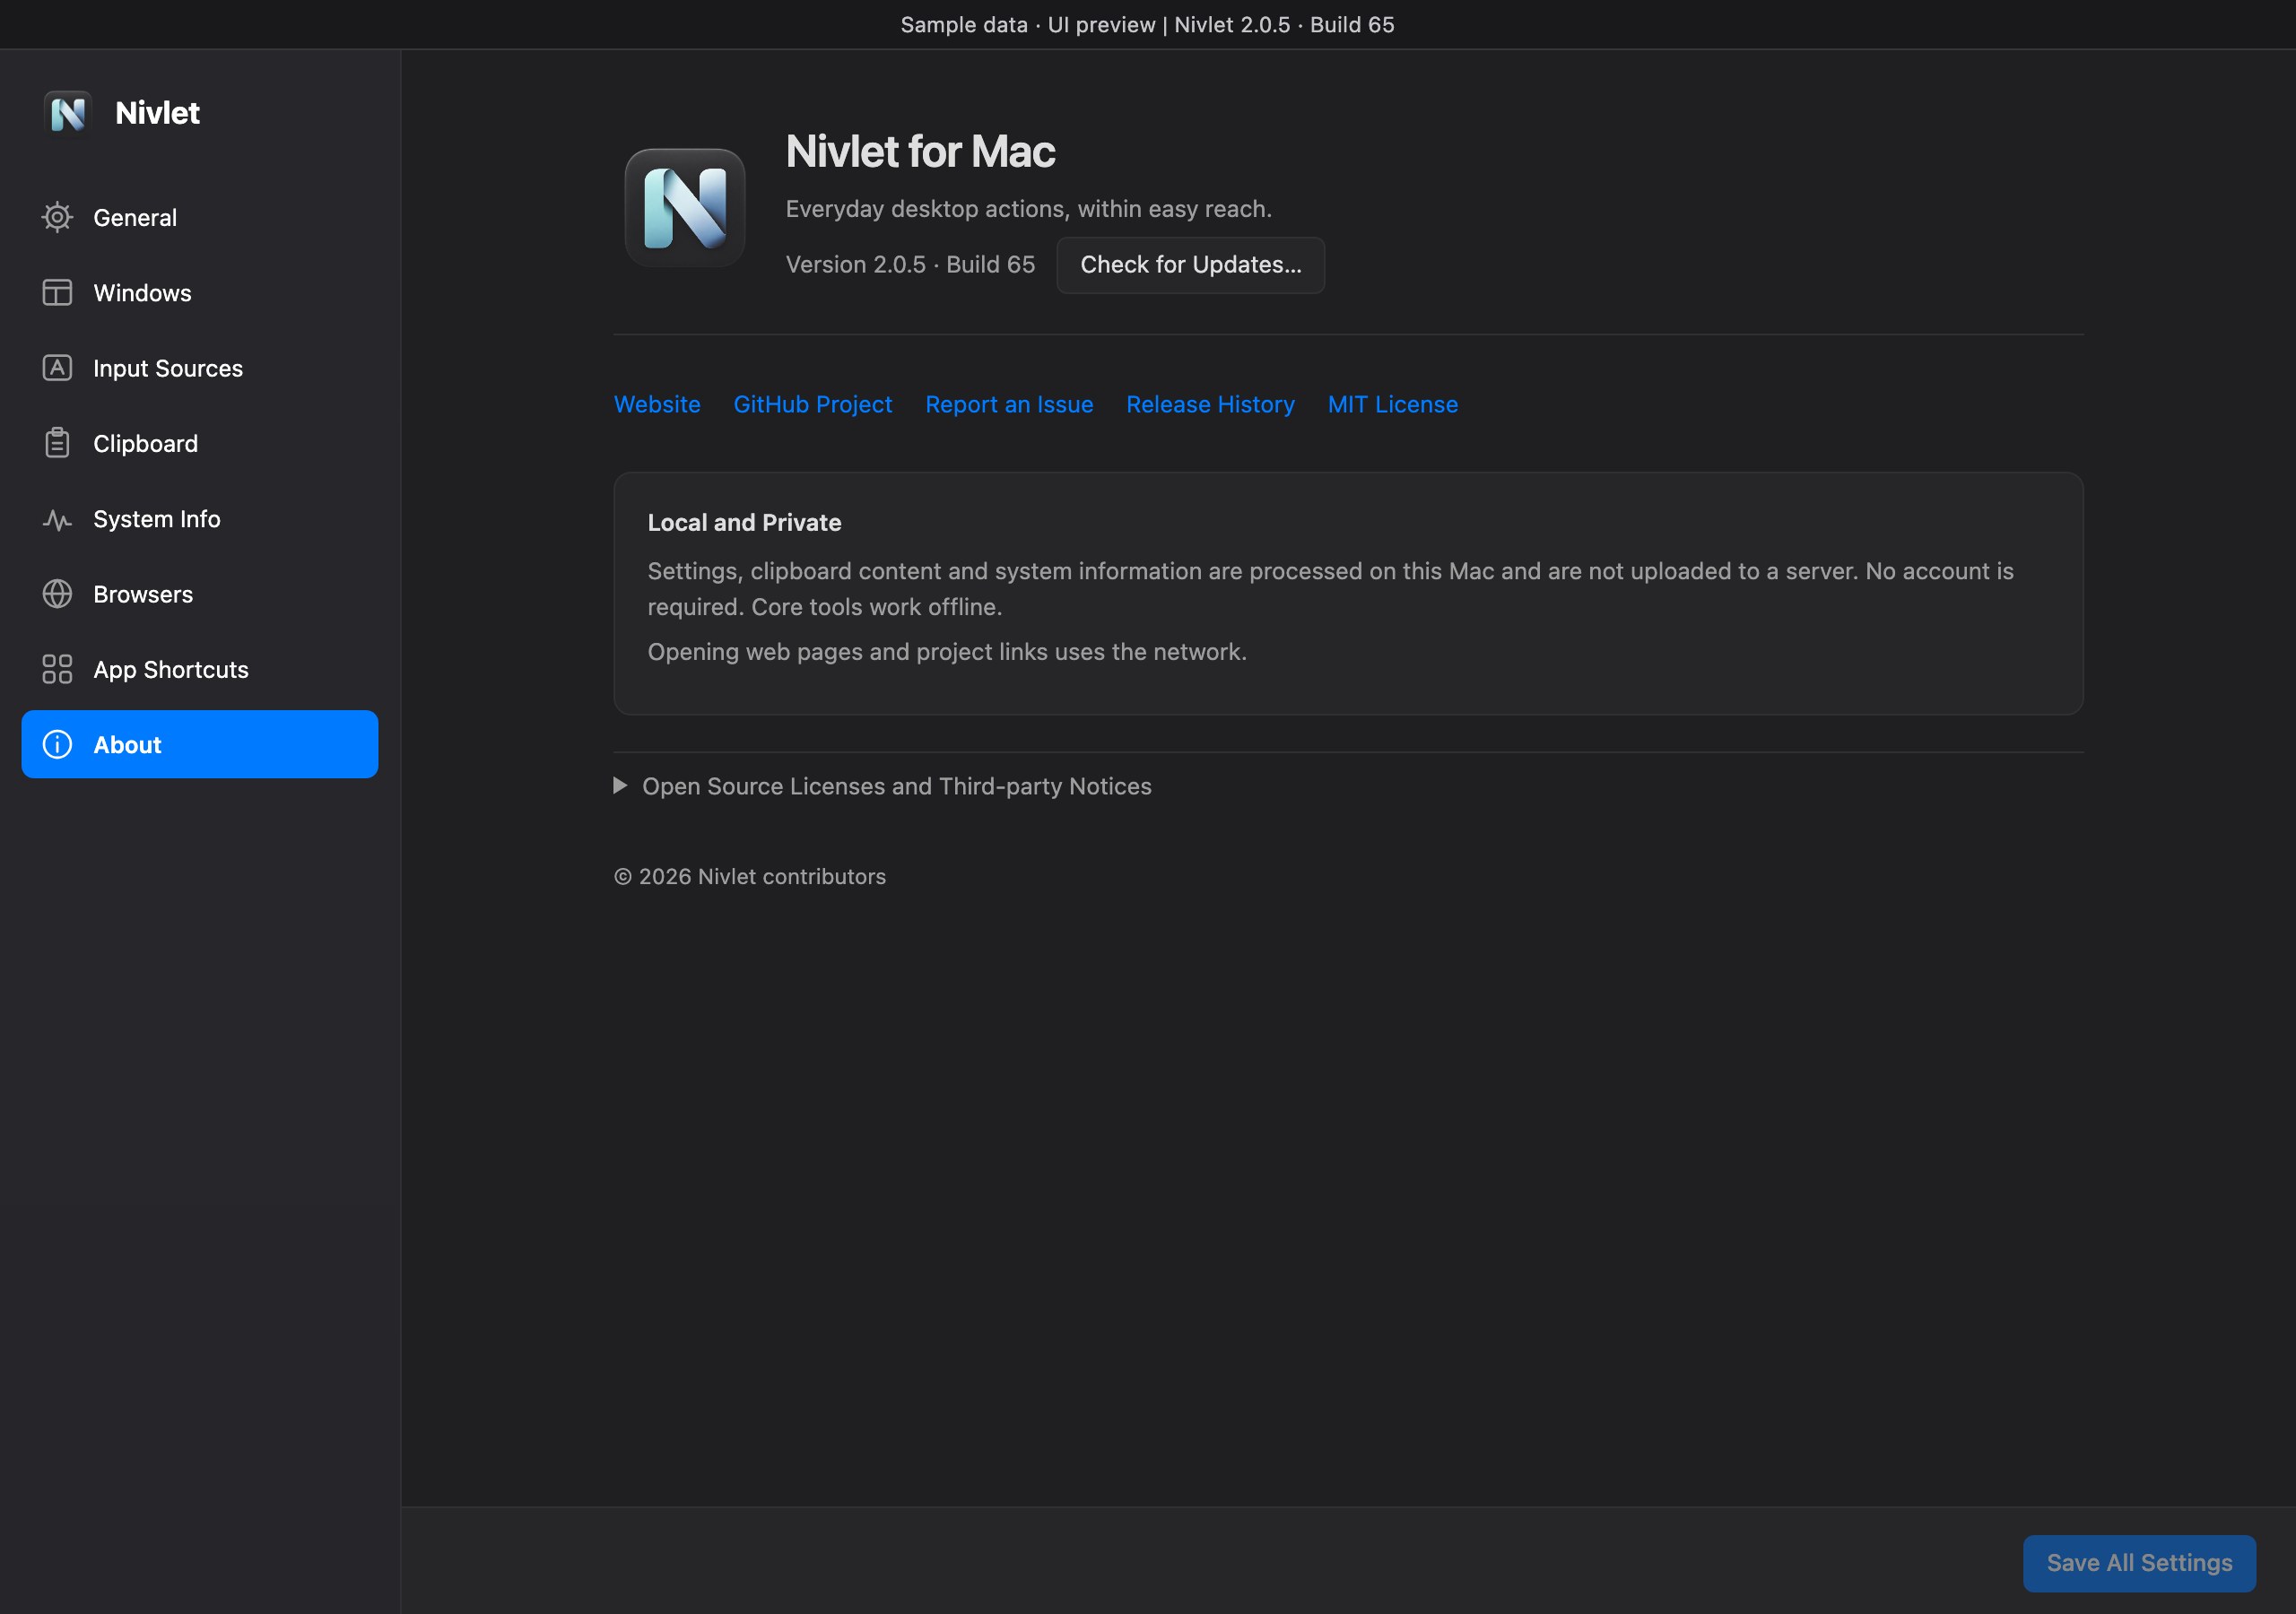 Sample data · UI preview | Nivlet 2.0.5 · Build 65
Nivlet
General
Windows
Input Sources
Clipboard
System Info
Browsers
App Shortcuts
About
Nivlet for Mac
Everyday desktop actions, within easy reach.
Version 2.0.5 · Build 65
Check for Updates...
Website
GitHub Project
Report an Issue
Release History
MIT License
Local and Private
Settings, clipboard content and system information are processed on this Mac and are not uploaded to a server. No account is
required. Core tools work offline.
Opening web pages and project links uses the network.
Open Source Licenses and Third-party Notices
© 2026 Nivlet contributors
Save All Settings